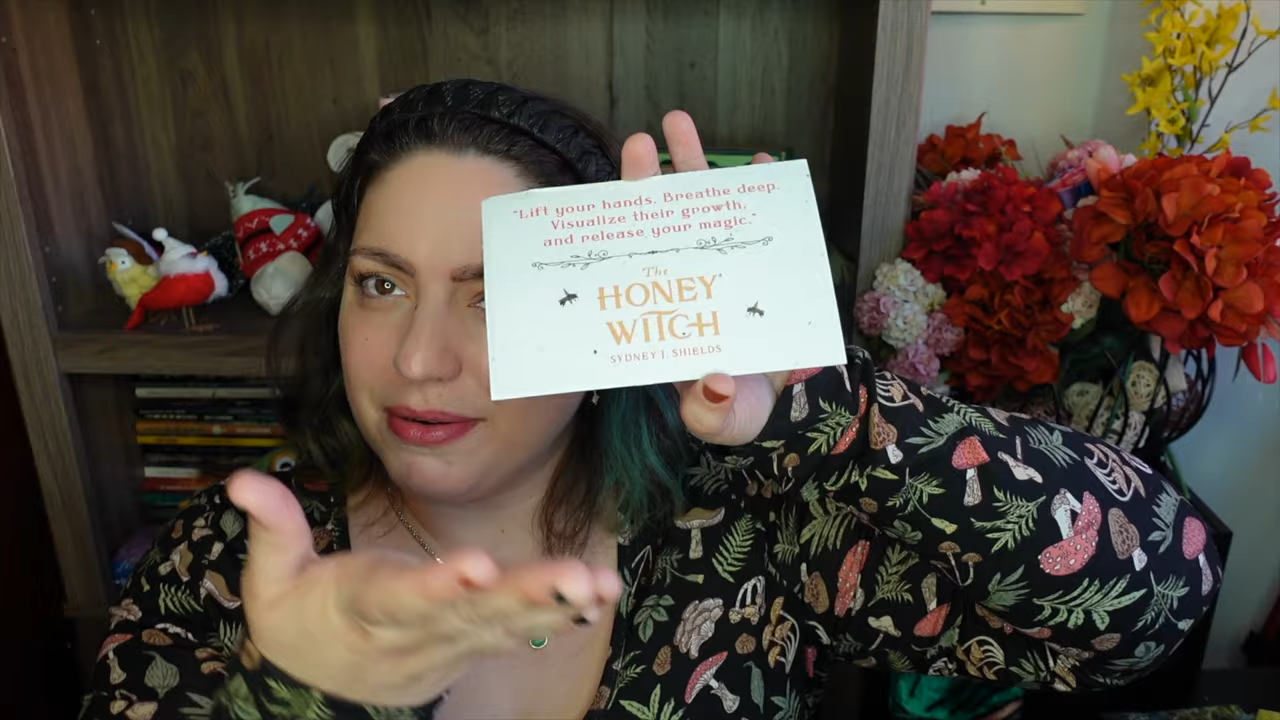 "Lift your hands. Breathe deep.
Visualize their growth,
and release your magic."
The
HONEY
WITCH
SYDNEY J. SHIELDS